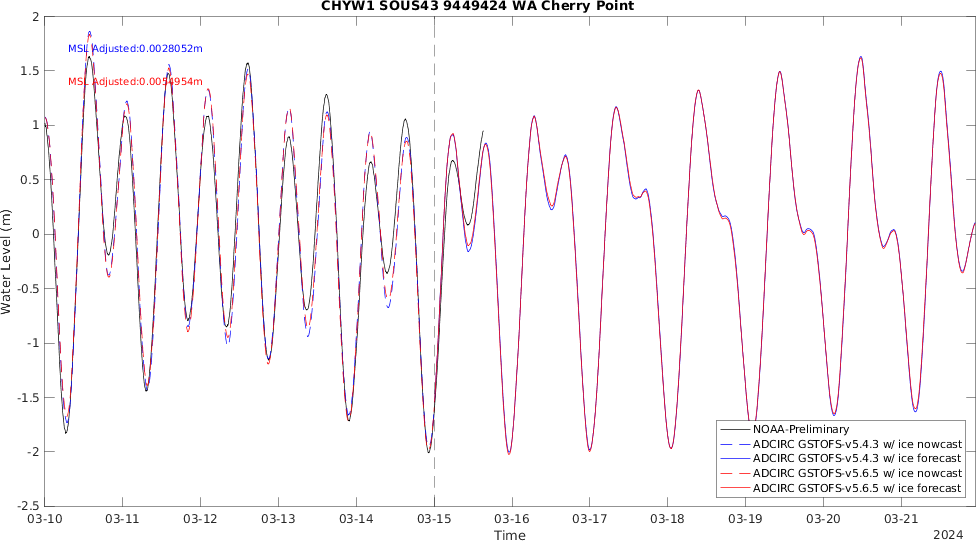 CHYW1 SOUS43 9449424 WA Cherry Point
2
1.5
1
0.5
0
-0.5
-1
-1.5
-2
-2.5
Water Level (m)
MSL Adjusted:0.0028052m
MSL Adjusted:0.0054954m
NOAA-Preliminary
ADCIRC GSTOFS-v5.4.3 w/ ice nowcast
ADCIRC GSTOFS-v5.4.3 w/ ice forecast
ADCIRC GSTOFS-v5.6.5 w/ ice nowcast
ADCIRC GSTOFS-v5.6.5 w/ ice forecast
03-10 03-11 03-12 03-13 03-14 03-15 03-16 03-17 03-18 03-19 03-20 03-21
Time
2024